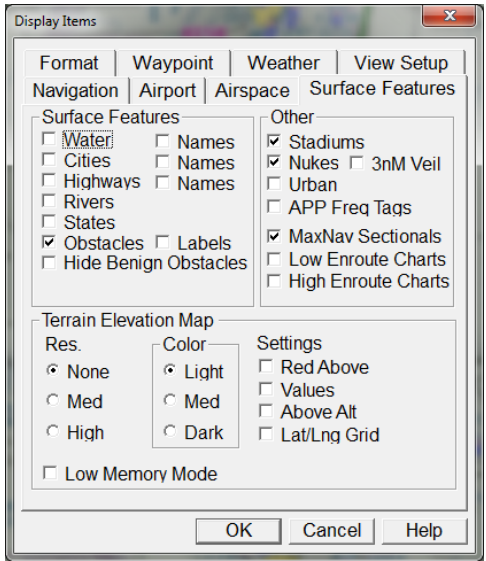 Display Items
x
Format Waypoint Weather View Setup
Navigation Airport Airspace Surface Features
Surface Features
Water Names
Cities Names
Highways Names
Rivers
States
Obstacles Labels
Hide Benign Obstacles
Other
Stadiums
Nukes 3nM Veil
Urban
APP Freq Tags
MaxNav Sectionals
Low Enroute Charts
High Enroute Charts
Terrain Elevation Map
Res.
None
Med
High
Color
Light
Med
Dark
Settings
Red Above
Values
Above Alt
Lat/Lng Grid
Low Memory Mode
OK Cancel Help